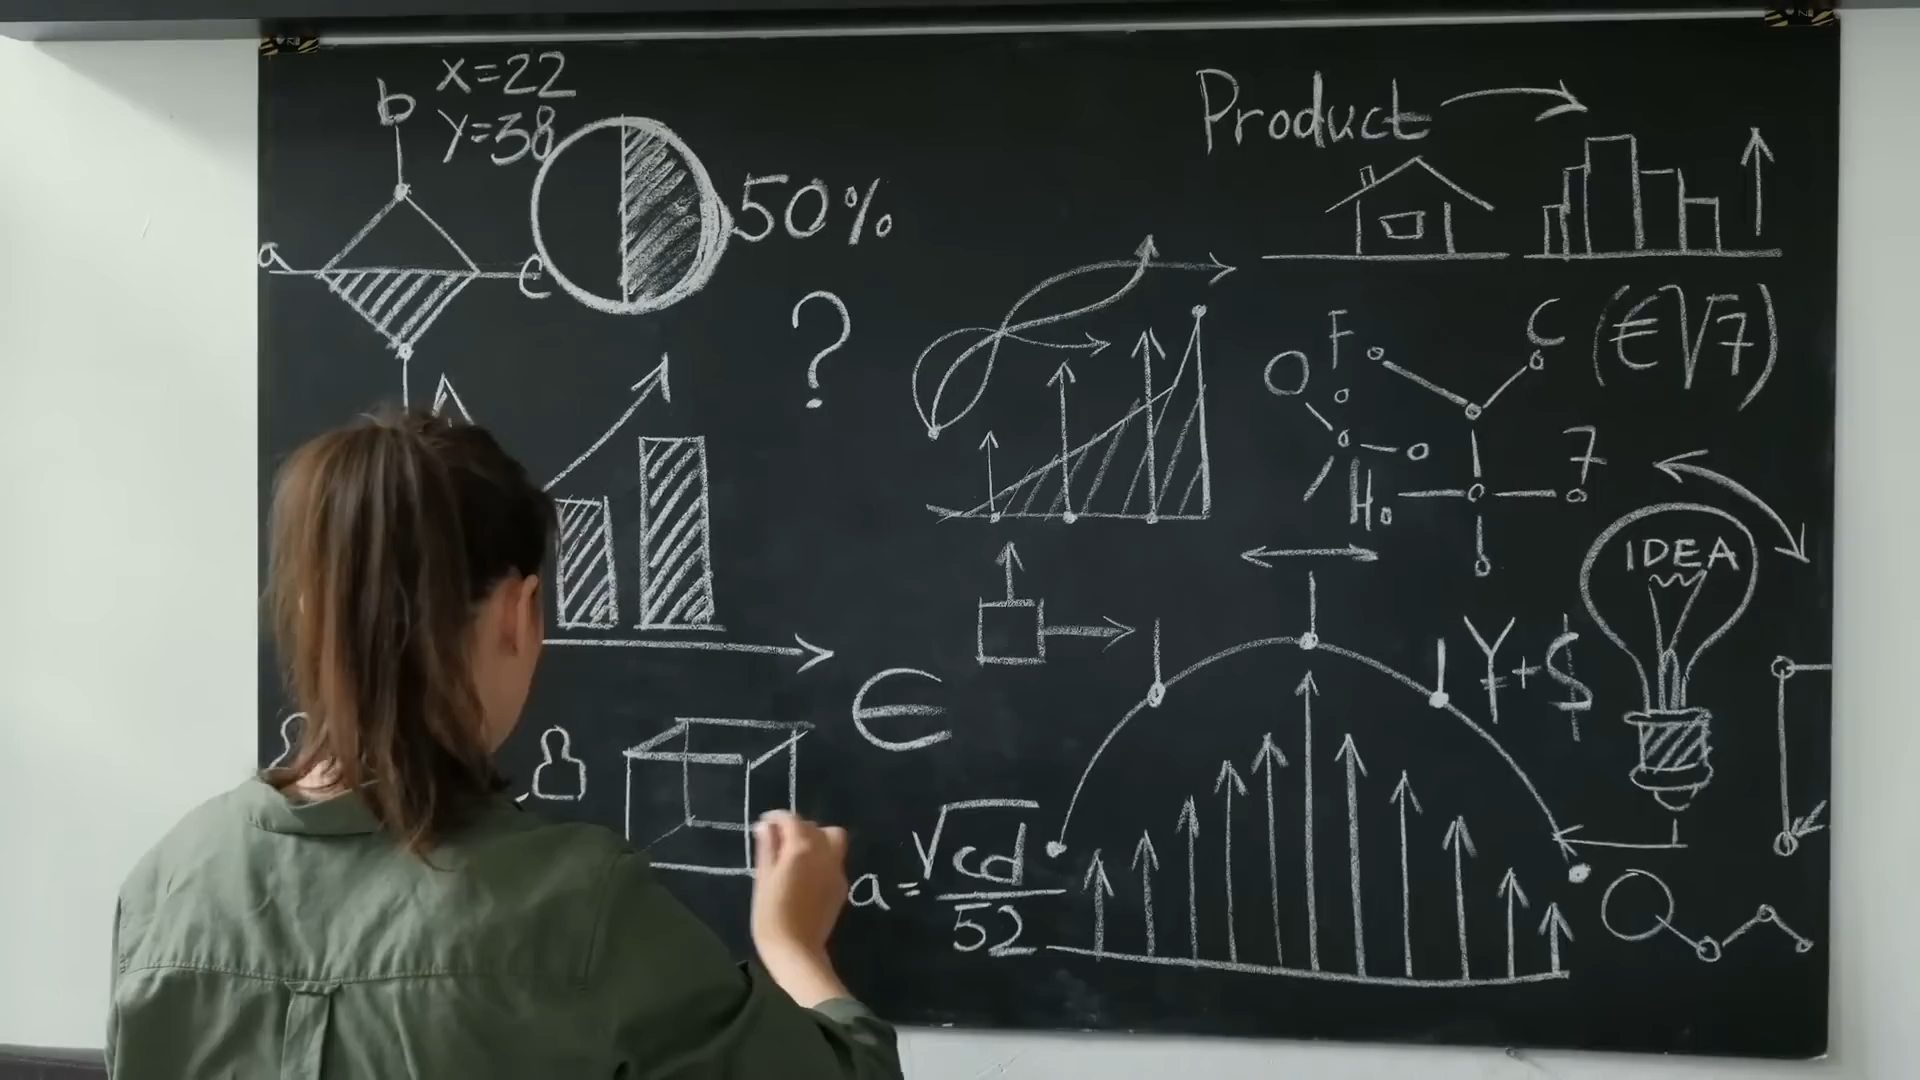 X=22
Y=38
b
a
c
50%
?
Product
F
C
(€√7)
O
7
H
IDEA
¥+$
€
a=√cd/52